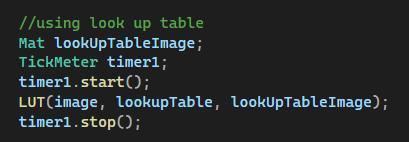 //using look up table
Mat lookUpTableImage;
TickMeter timer1;
timer1.start();
LUT(image, lookupTable, lookUpTableImage);
timer1.stop();